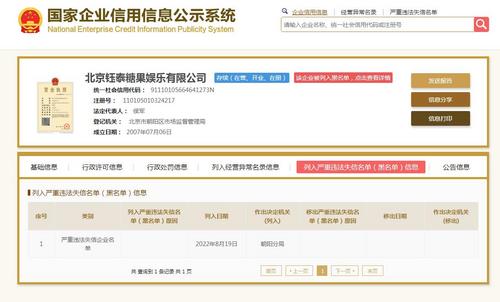 国家企业信用信息公示系统
National Enterprise Credit Information Publicity System
企业信用信息 经营异常名录 严重违法失信名单
请输入企业名称、统一社会信用代码或注册号
北京钰泰糖果娱乐有限公司 存续（在营、开业、在册） 该企业被列入黑名单，点击查看详情
统一社会信用代码： 91110105664641273N
注册号： 110105010324217
法定代表人： 侯军
登记机关： 北京市朝阳区市场监督管理局
成立日期： 2007年07月06日
营业执照
发送报告
信息分享
信息打印
基础信息 行政许可信息 行政处罚信息 列入经营异常名录信息 列入严重违法失信名单（黑名单）信息 公告信息
列入严重违法失信名单（黑名单）信息
序号 类别 列入严重违法失信名单（黑名单）原因 列入日期 作出决定机关(列入) 移出严重违法失信名单（黑名单）原因 移出日期 作出决定机关(移出)
1 严重违法失信企业名单 2022年8月19日 朝阳分局
共 查询到 1 条记录 共 1 页
首页 上一页 1 下一页 末页